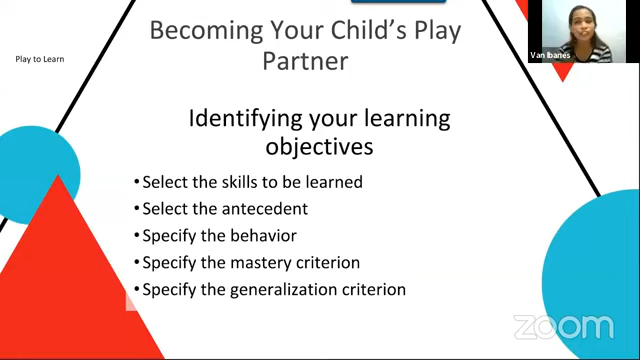 Becoming Your Child's Play
Partner
Play to Learn
Van Ibanes
Identifying your learning
objectives
•Select the skills to be learned
•Select the antecedent
•Specify the behavior
•Specify the mastery criterion
•Specify the generalization criterion
zoom